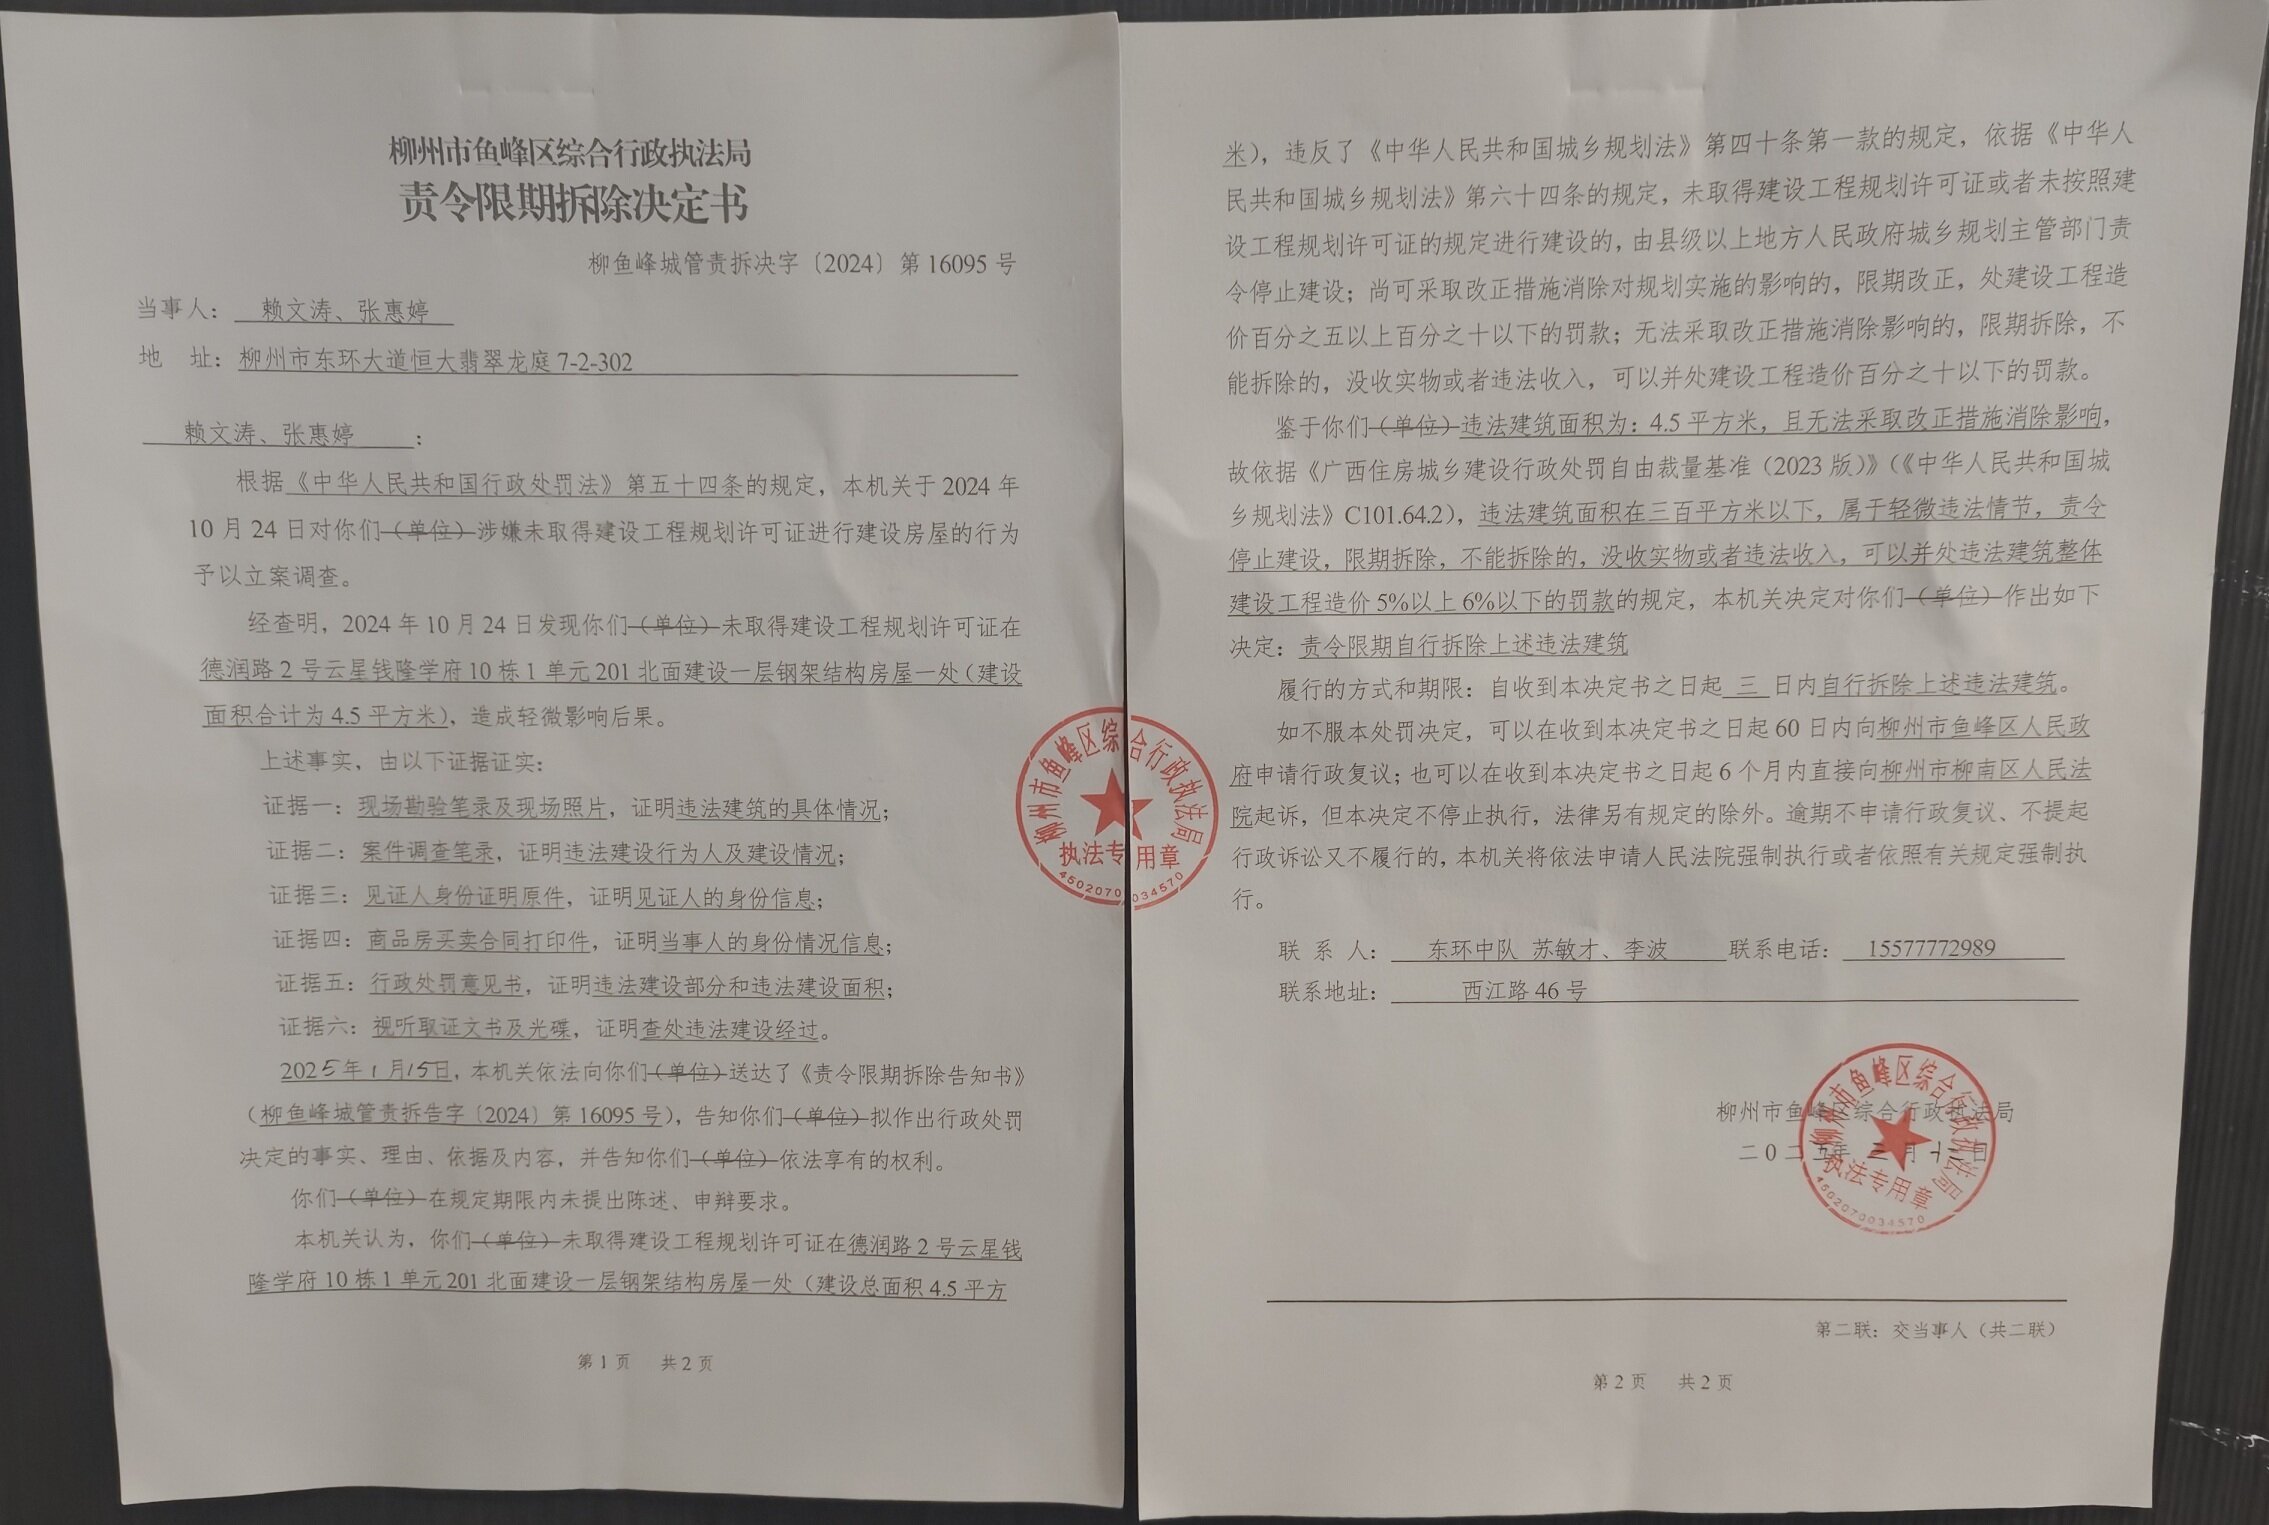 柳州市鱼峰区综合行政执法局
责令限期拆除决定书
柳鱼峰城管责拆决字〔2024〕第 16095 号
当事人： 赖文涛、张惠婷
地 址： 柳州市东环大道恒大翡翠龙庭 7-2-302
赖文涛、张惠婷 ：
根据《中华人民共和国行政处罚法》第五十四条的规定，本机关于 2024 年
10 月 24 日对你们（单位）涉嫌未取得建设工程规划许可证进行建设房屋的行为
予以立案调查。
经查明，2024 年 10 月 24 日发现你们（单位）未取得建设工程规划许可证在
德润路 2 号云星钱隆学府 10 栋 1 单元 201 北面建设一层钢架结构房屋一处（建设
面积合计为 4.5 平方米），造成轻微影响后果。
上述事实，由以下证据证实：
证据一：现场勘验笔录及现场照片，证明违法建筑的具体情况；
证据二：案件调查笔录，证明违法建设行为人及建设情况；
证据三：见证人身份证明原件，证明见证人的身份信息；
证据四：商品房买卖合同打印件，证明当事人的身份情况信息；
证据五：行政处罚意见书，证明违法建设部分和违法建设面积；
证据六：视听取证文书及光碟，证明查处违法建设经过。
2025年1月15日，本机关依法向你们（单位）送达了《责令限期拆除告知书》
（柳鱼峰城管责拆告字〔2024〕第 16095 号），告知你们（单位）拟作出行政处罚
决定的事实、理由、依据及内容，并告知你们（单位）依法享有的权利。
你们（单位）在规定期限内未提出陈述、申辩要求。
本机关认为，你们（单位）未取得建设工程规划许可证在德润路 2 号云星钱
隆学府 10 栋 1 单元 201 北面建设一层钢架结构房屋一处（建设总面积 4.5 平方
第 1 页 共 2 页
米），违反了《中华人民共和国城乡规划法》第四十条第一款的规定，依据《中华人
民共和国城乡规划法》第六十四条的规定，未取得建设工程规划许可证或者未按照建
设工程规划许可证的规定进行建设的，由县级以上地方人民政府城乡规划主管部门责
令停止建设；尚可采取改正措施消除对规划实施的影响的，限期改正，处建设工程造
价百分之五以上百分之十以下的罚款；无法采取改正措施消除影响的，限期拆除，不
能拆除的，没收实物或者违法收入，可以并处建设工程造价百分之十以下的罚款。
鉴于你们（单位）违法建筑面积为：4.5 平方米，且无法采取改正措施消除影响，
故依据《广西住房城乡建设行政处罚自由裁量基准（2023 版）》（《中华人民共和国城
乡规划法》C101.64.2），违法建筑面积在三百平方米以下，属于轻微违法情节，责令
停止建设，限期拆除，不能拆除的，没收实物或者违法收入，可以并处违法建筑整体
建设工程造价 5%以上 6%以下的罚款的规定，本机关决定对你们（单位）作出如下
决定：责令限期自行拆除上述违法建筑
履行的方式和期限：自收到本决定书之日起 三 日内自行拆除上述违法建筑。
如不服本处罚决定，可以在收到本决定书之日起 60 日内向柳州市鱼峰区人民政
府申请行政复议；也可以在收到本决定书之日起 6 个月内直接向柳州市柳南区人民法
院起诉，但本决定不停止执行，法律另有规定的除外。逾期不申请行政复议、不提起
行政诉讼又不履行的，本机关将依法申请人民法院强制执行或者依照有关规定强制执
行。
联 系 人： 东环中队 苏敏才、李波 联系电话： 15577772989
联系地址： 西江路 46 号
柳州市鱼峰区综合行政执法局
二0二五年 月 日
柳州市鱼峰区综合行政执法局
执法专用章
4502070034570
第二联：交当事人（共二联）
第 2 页 共 2 页
柳州市鱼峰区综合行政执法局
执法专用章
4502070034570